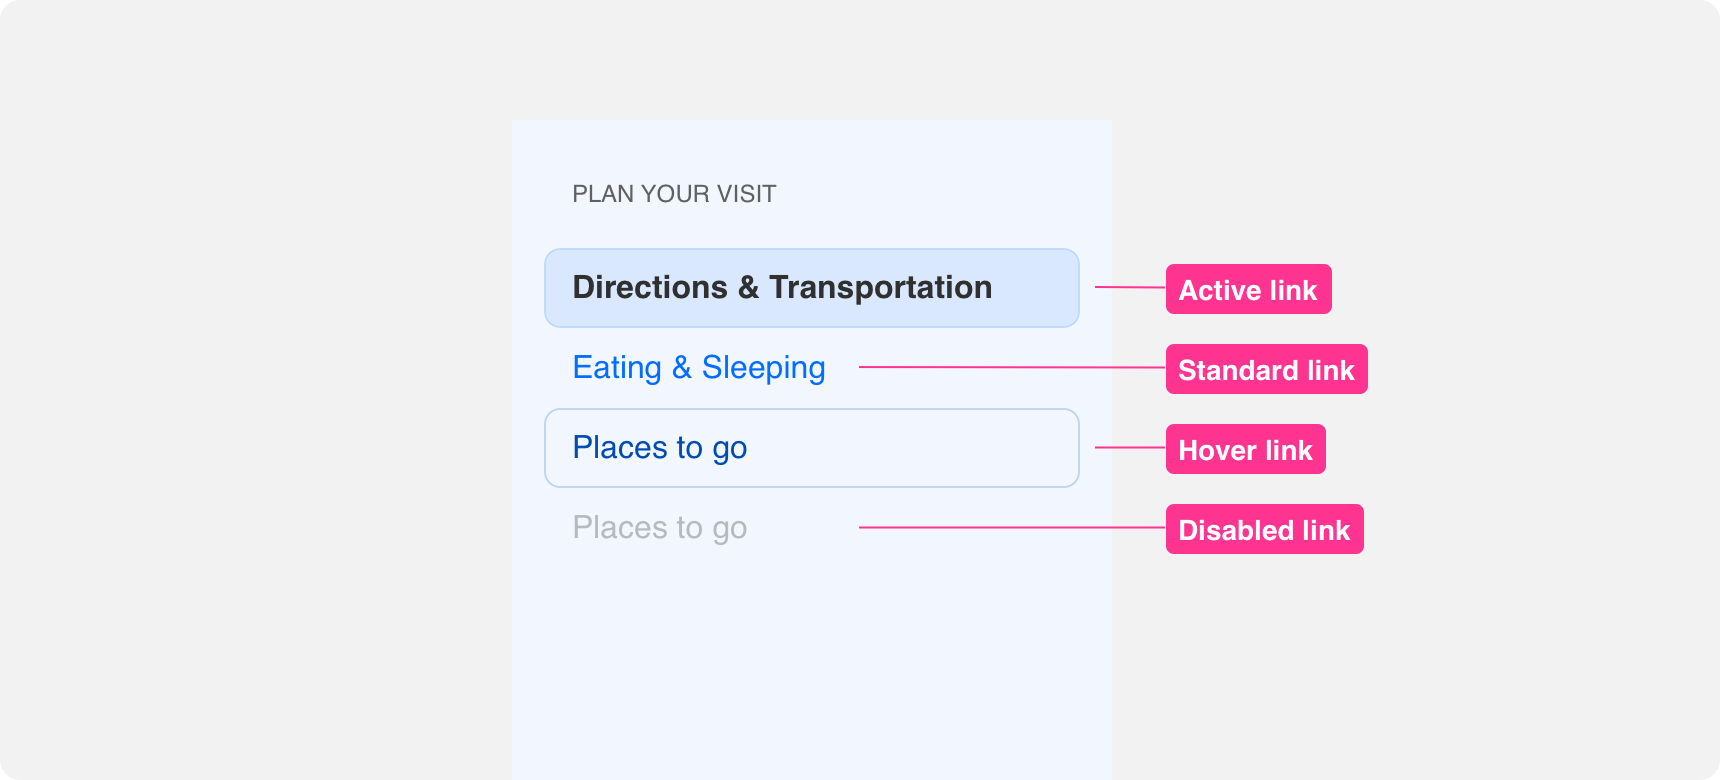 PLAN YOUR VISIT
Directions & Transportation
Active link
Eating & Sleeping
Standard link
Places to go
Hover link
Places to go
Disabled link